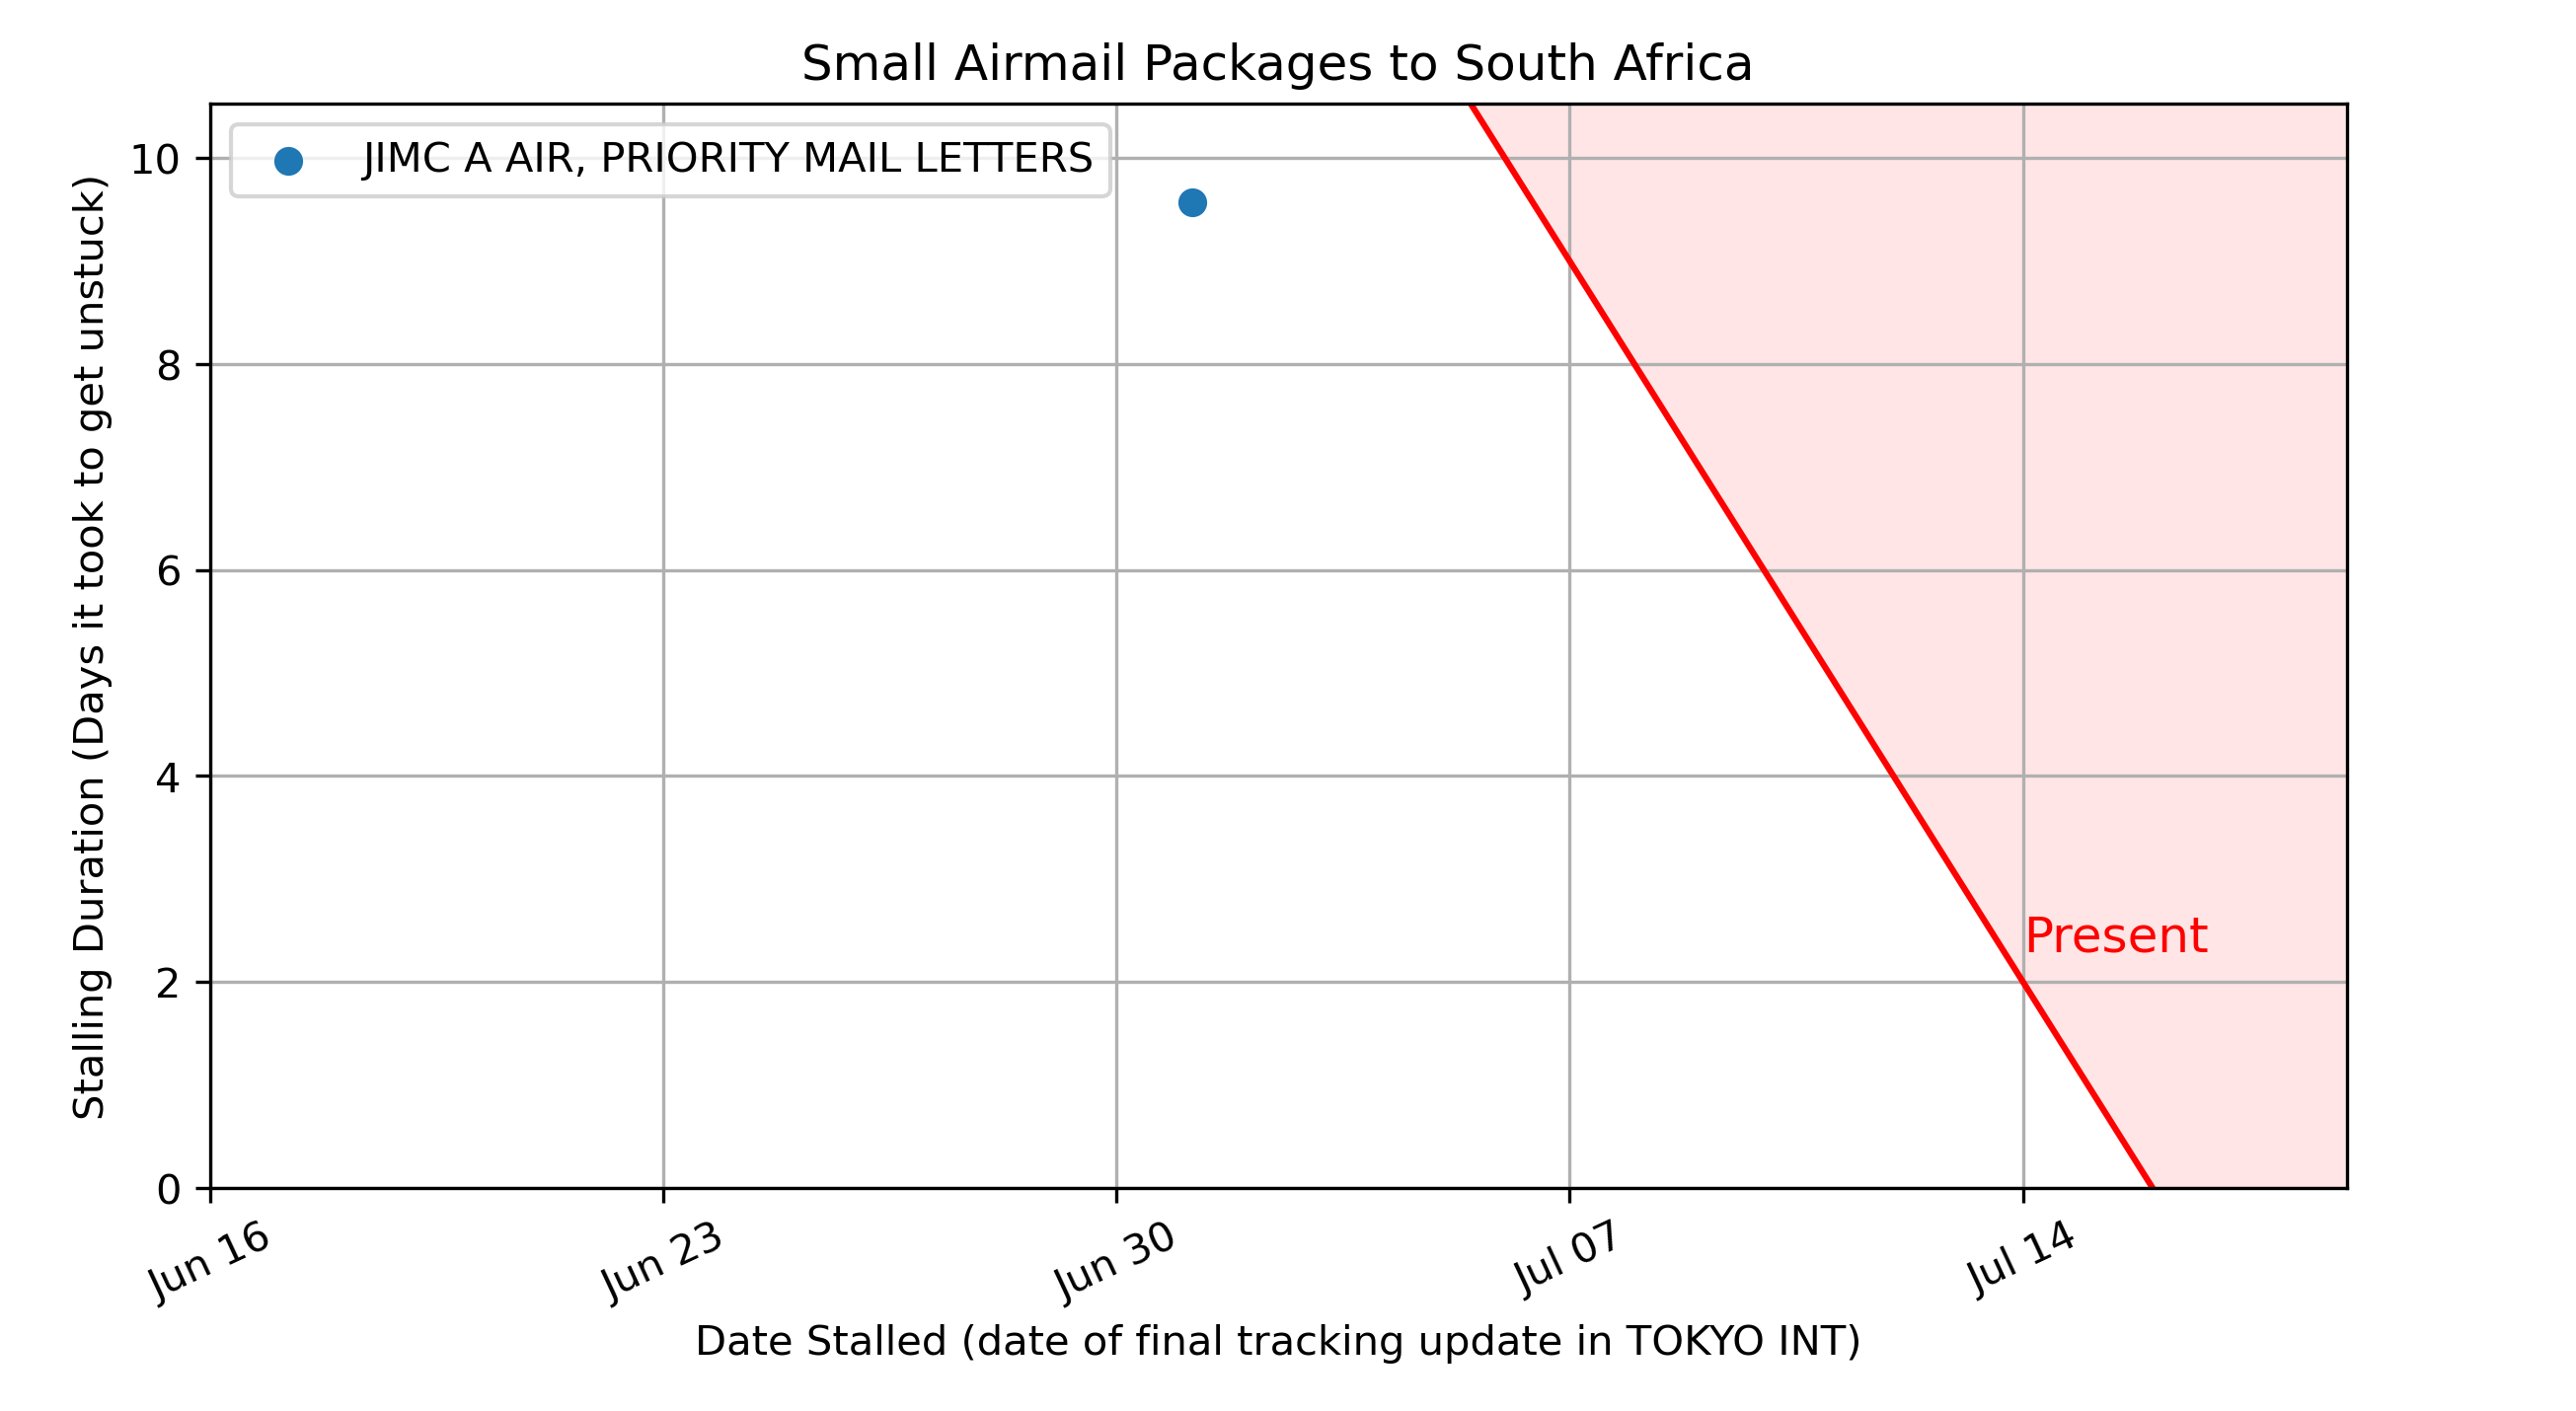 Small Airmail Packages to South Africa
JIMC A AIR, PRIORITY MAIL LETTERS
Stalling Duration (Days it took to get unstuck)
10
8
6
4
2
0
Present
Jun 16
Jun 23
Jun 30
Jul 07
Jul 14
Date Stalled (date of final tracking update in TOKYO INT)